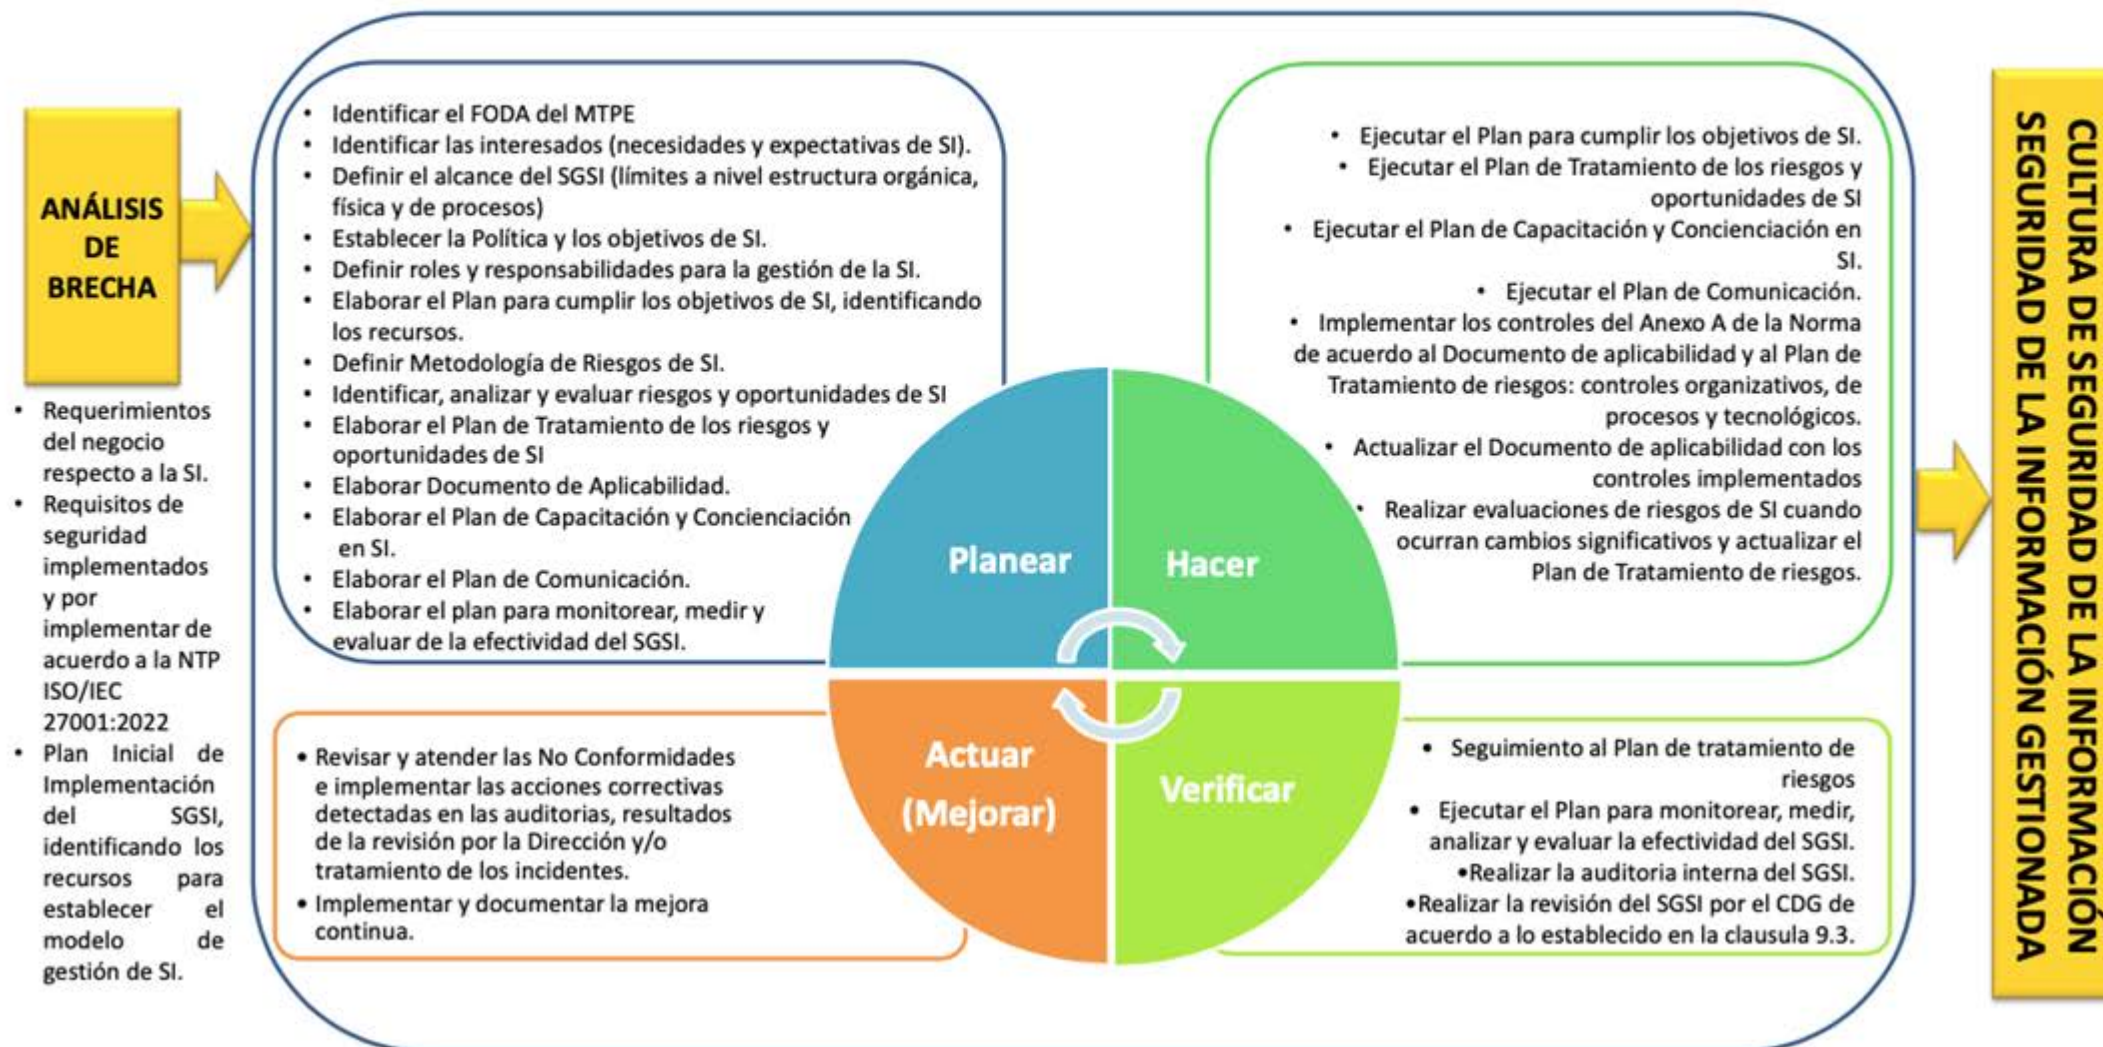 ANÁLISIS
DE
BRECHA
• Requerimientos
del negocio
respecto a la SI.
• Requisitos de
seguridad
implementados
y por
implementar de
acuerdo a la NTP
ISO/IEC
27001:2022
• Plan Inicial de
Implementación
del SGSI,
identificando los
recursos para
establecer el
modelo de
gestión de SI.
• Identificar el FODA del MTPE
• Identificar las interesados (necesidades y expectativas de SI).
• Definir el alcance del SGSI (límites a nivel estructura orgánica,
física y de procesos)
• Establecer la Política y los objetivos de SI.
• Definir roles y responsabilidades para la gestión de la SI.
• Elaborar el Plan para cumplir los objetivos de SI, identificando
los recursos.
• Definir Metodología de Riesgos de SI.
• Identificar, analizar y evaluar riesgos y oportunidades de SI
• Elaborar el Plan de Tratamiento de los riesgos y
oportunidades de SI
• Elaborar Documento de Aplicabilidad.
• Elaborar el Plan de Capacitación y Concienciación
en SI.
• Elaborar el Plan de Comunicación.
• Elaborar el plan para monitorear, medir y
evaluar de la efectividad del SGSI.
Planear
• Ejecutar el Plan para cumplir los objetivos de SI.
• Ejecutar el Plan de Tratamiento de los riesgos y
oportunidades de SI
• Ejecutar el Plan de Capacitación y Concienciación en
SI.
• Ejecutar el Plan de Comunicación.
• Implementar los controles del Anexo A de la Norma
de acuerdo al Documento de aplicabilidad y al Plan de
Tratamiento de riesgos: controles organizativos, de
procesos y tecnológicos.
• Actualizar el Documento de aplicabilidad con los
controles implementados
• Realizar evaluaciones de riesgos de SI cuando
ocurran cambios significativos y actualizar el
Plan de Tratamiento de riesgos.
Hacer
• Revisar y atender las No Conformidades
e implementar las acciones correctivas
detectadas en las auditorias, resultados
de la revisión por la Dirección y/o
tratamiento de los incidentes.
• Implementar y documentar la mejora
continua.
Actuar
(Mejorar)
Verificar
• Seguimiento al Plan de tratamiento de
riesgos
• Ejecutar el Plan para monitorear, medir,
analizar y evaluar la efectividad del SGSI.
•Realizar la auditoria interna del SGSI.
•Realizar la revisión del SGSI por el CDG de
acuerdo a lo establecido en la clausula 9.3.
CULTURA DE SEGURIDAD DE LA INFORMACIÓN
SEGURIDAD DE LA INFORMACIÓN GESTIONADA